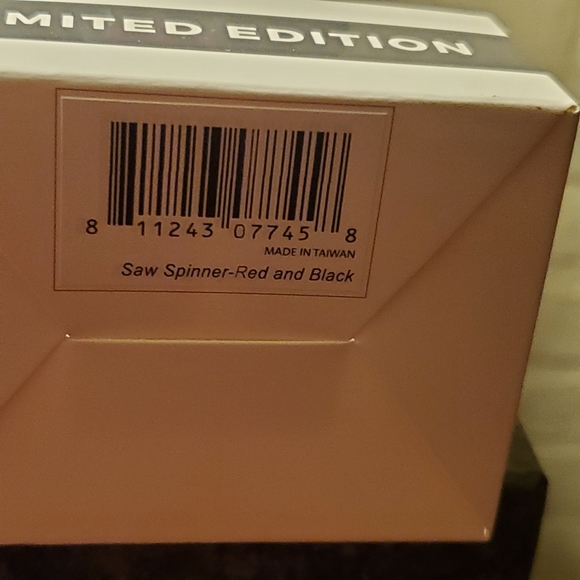 MITED EDITION
8 11243 07745 8
MADE IN TAIWAN
Saw Spinner-Red and Black